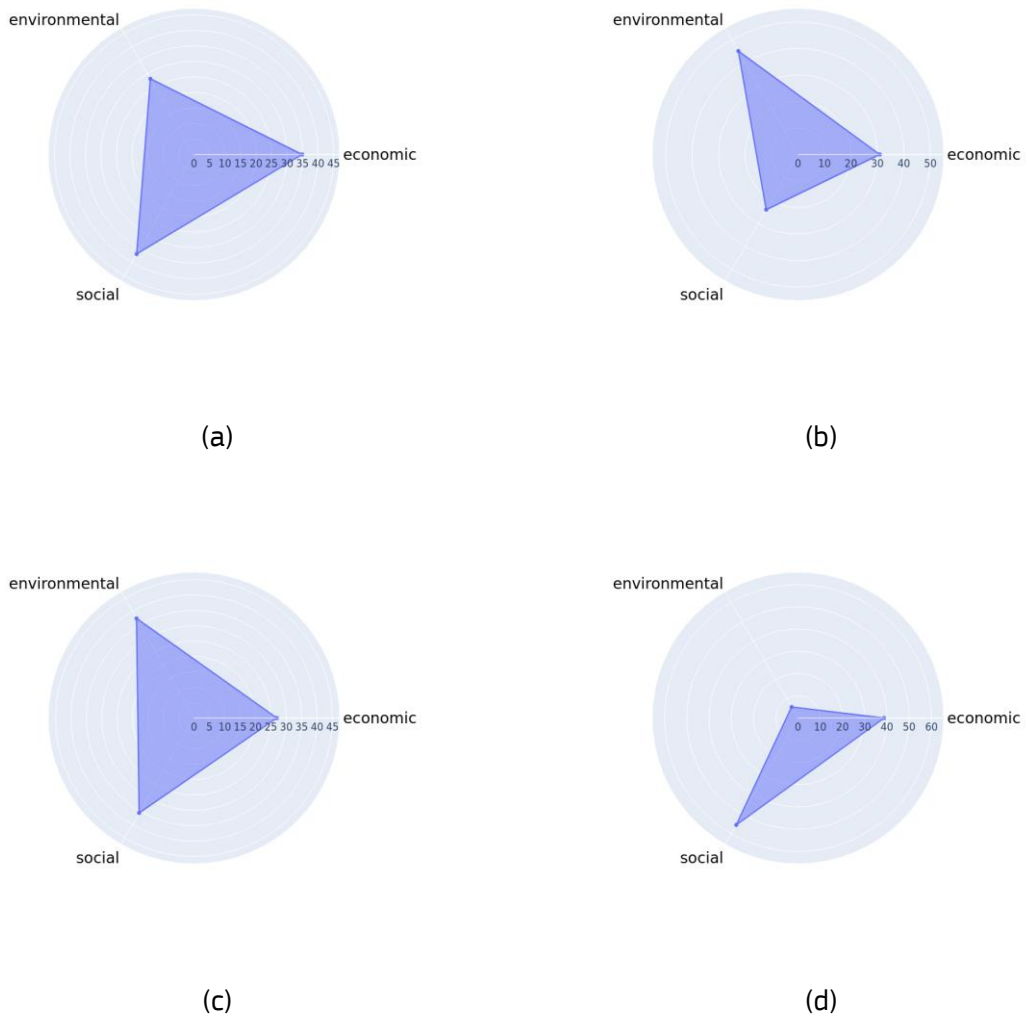 environmental
economic
0 5 10 15 20 25 30 35 40 45
social
(a)
environmental
economic
0 10 20 30 40 50
social
(b)
environmental
economic
0 5 10 15 20 25 30 35 40 45
social
(c)
environmental
economic
0 10 20 30 40 50 60
social
(d)